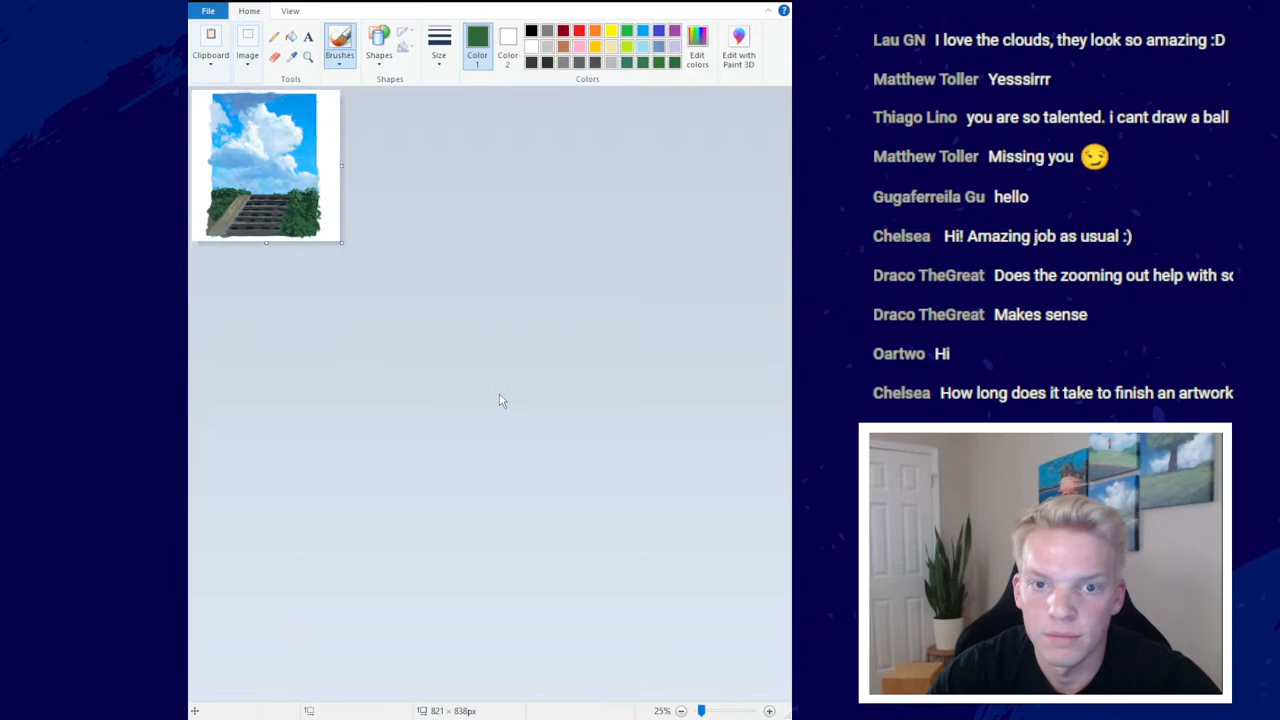 File Home View
Clipboard
Image
Tools
Brushes
Shapes
Shapes
Size
Color 1
Color 2
Colors
Edit colors
Edit with Paint 3D
821 × 838px
25%
Lau GN I love the clouds, they look so amazing :D
Matthew Toller Yesssirrr
Thiago Lino you are so talented. i cant draw a ball
Matthew Toller Missing you 😏
Gugaferreila Gu hello
Chelsea Hi! Amazing job as usual :)
Draco TheGreat Does the zooming out help with
Draco TheGreat Makes sense
Oartwo Hi
Chelsea How long does it take to finish an artwork